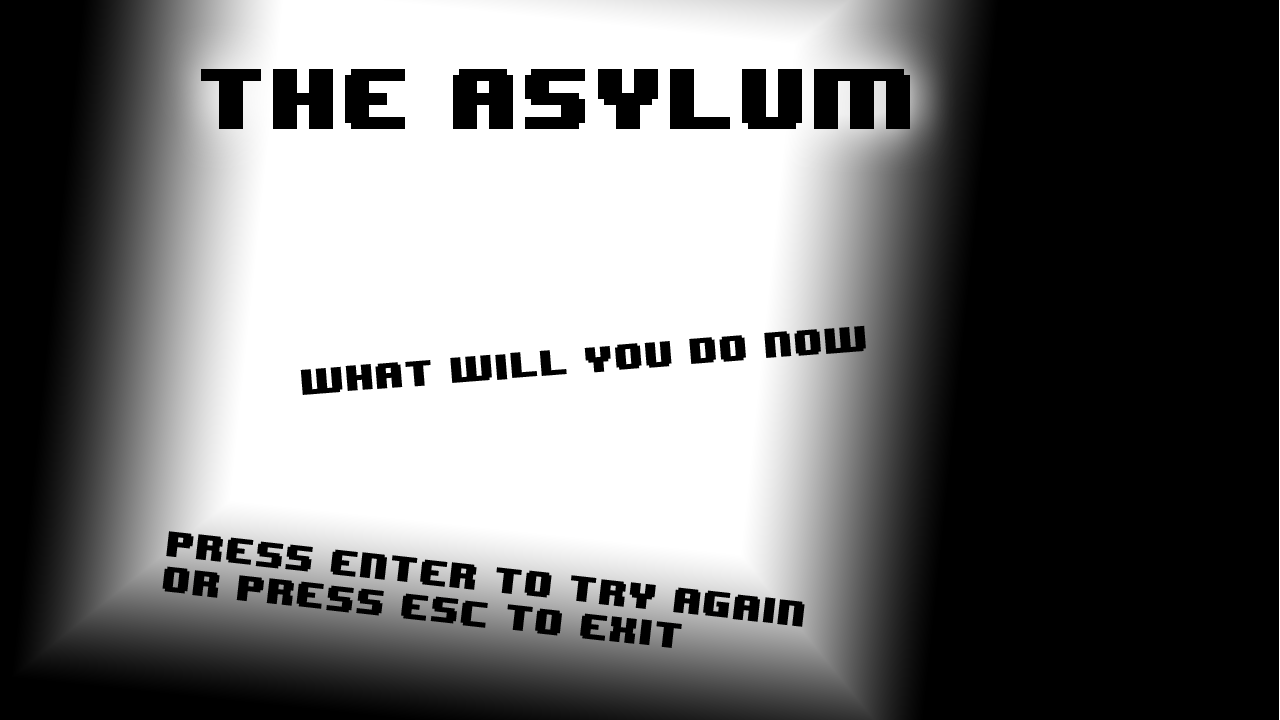 THE ASYLUM
WHAT WILL YOU DO NOW
PRESS ENTER TO TRY AGAIN
OR PRESS ESC TO EXIT